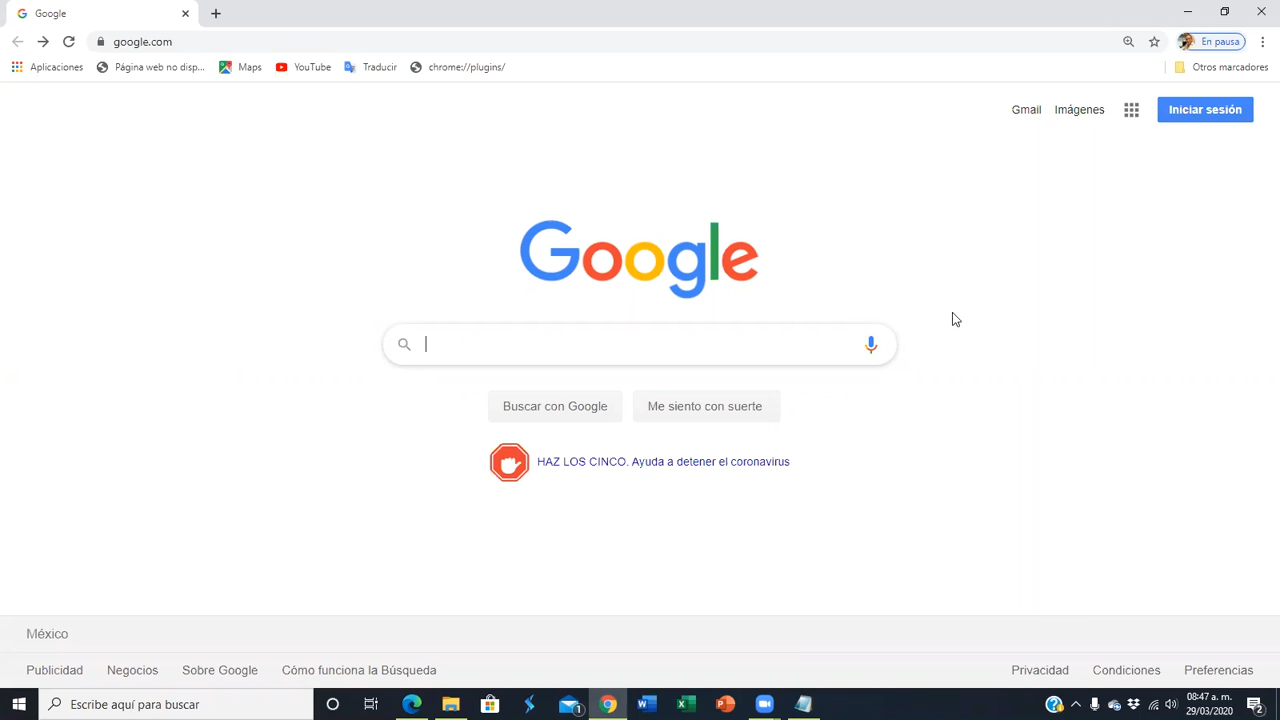 Google
google.com
En pausa
Aplicaciones
Página web no disp...
Maps
YouTube
Traducir
chrome://plugins/
Otros marcadores
Gmail
Imágenes
Iniciar sesión
Google
Buscar con Google
Me siento con suerte
HAZ LOS CINCO. Ayuda a detener el coronavirus
México
Publicidad
Negocios
Sobre Google
Cómo funciona la Búsqueda
Privacidad
Condiciones
Preferencias
Escribe aquí para buscar
1
08:47 a. m.
29/03/2020
2